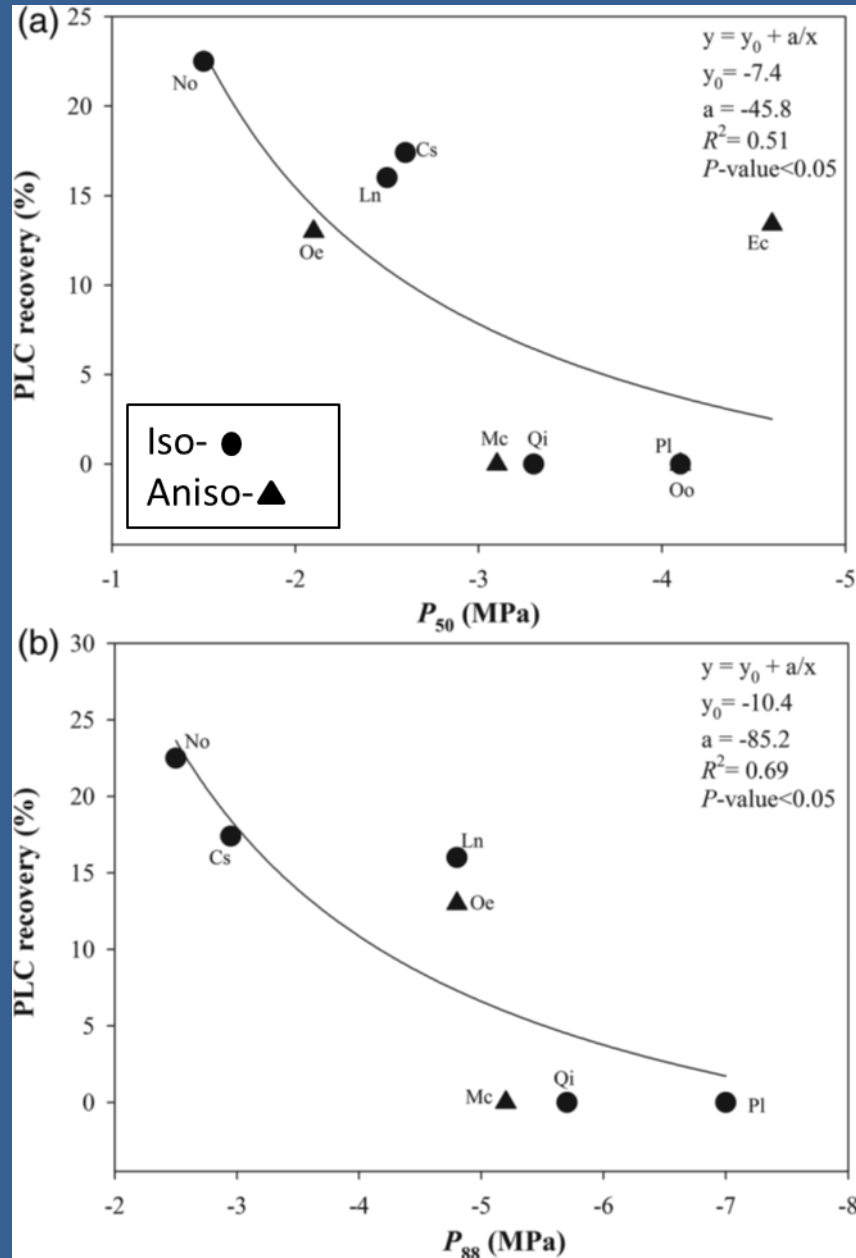 (a)
25
20
15
10
5
0
PLC recovery (%)
y = y₀ + a/x
y₀= -7.4
a = -45.8
R²= 0.51
P-value<0.05
No
Cs
Ln
Oe
Ec
Mc
Qi
Pl
Oo
Iso-
Aniso-
-1
-2
-3
-4
-5
P₅₀ (MPa)
(b)
30
25
20
15
10
5
0
PLC recovery (%)
y = y₀ + a/x
y₀= -10.4
a = -85.2
R²= 0.69
P-value<0.05
No
Cs
Ln
Oe
Mc
Qi
Pl
-2
-3
-4
-5
-6
-7
-8
P₈₈ (MPa)